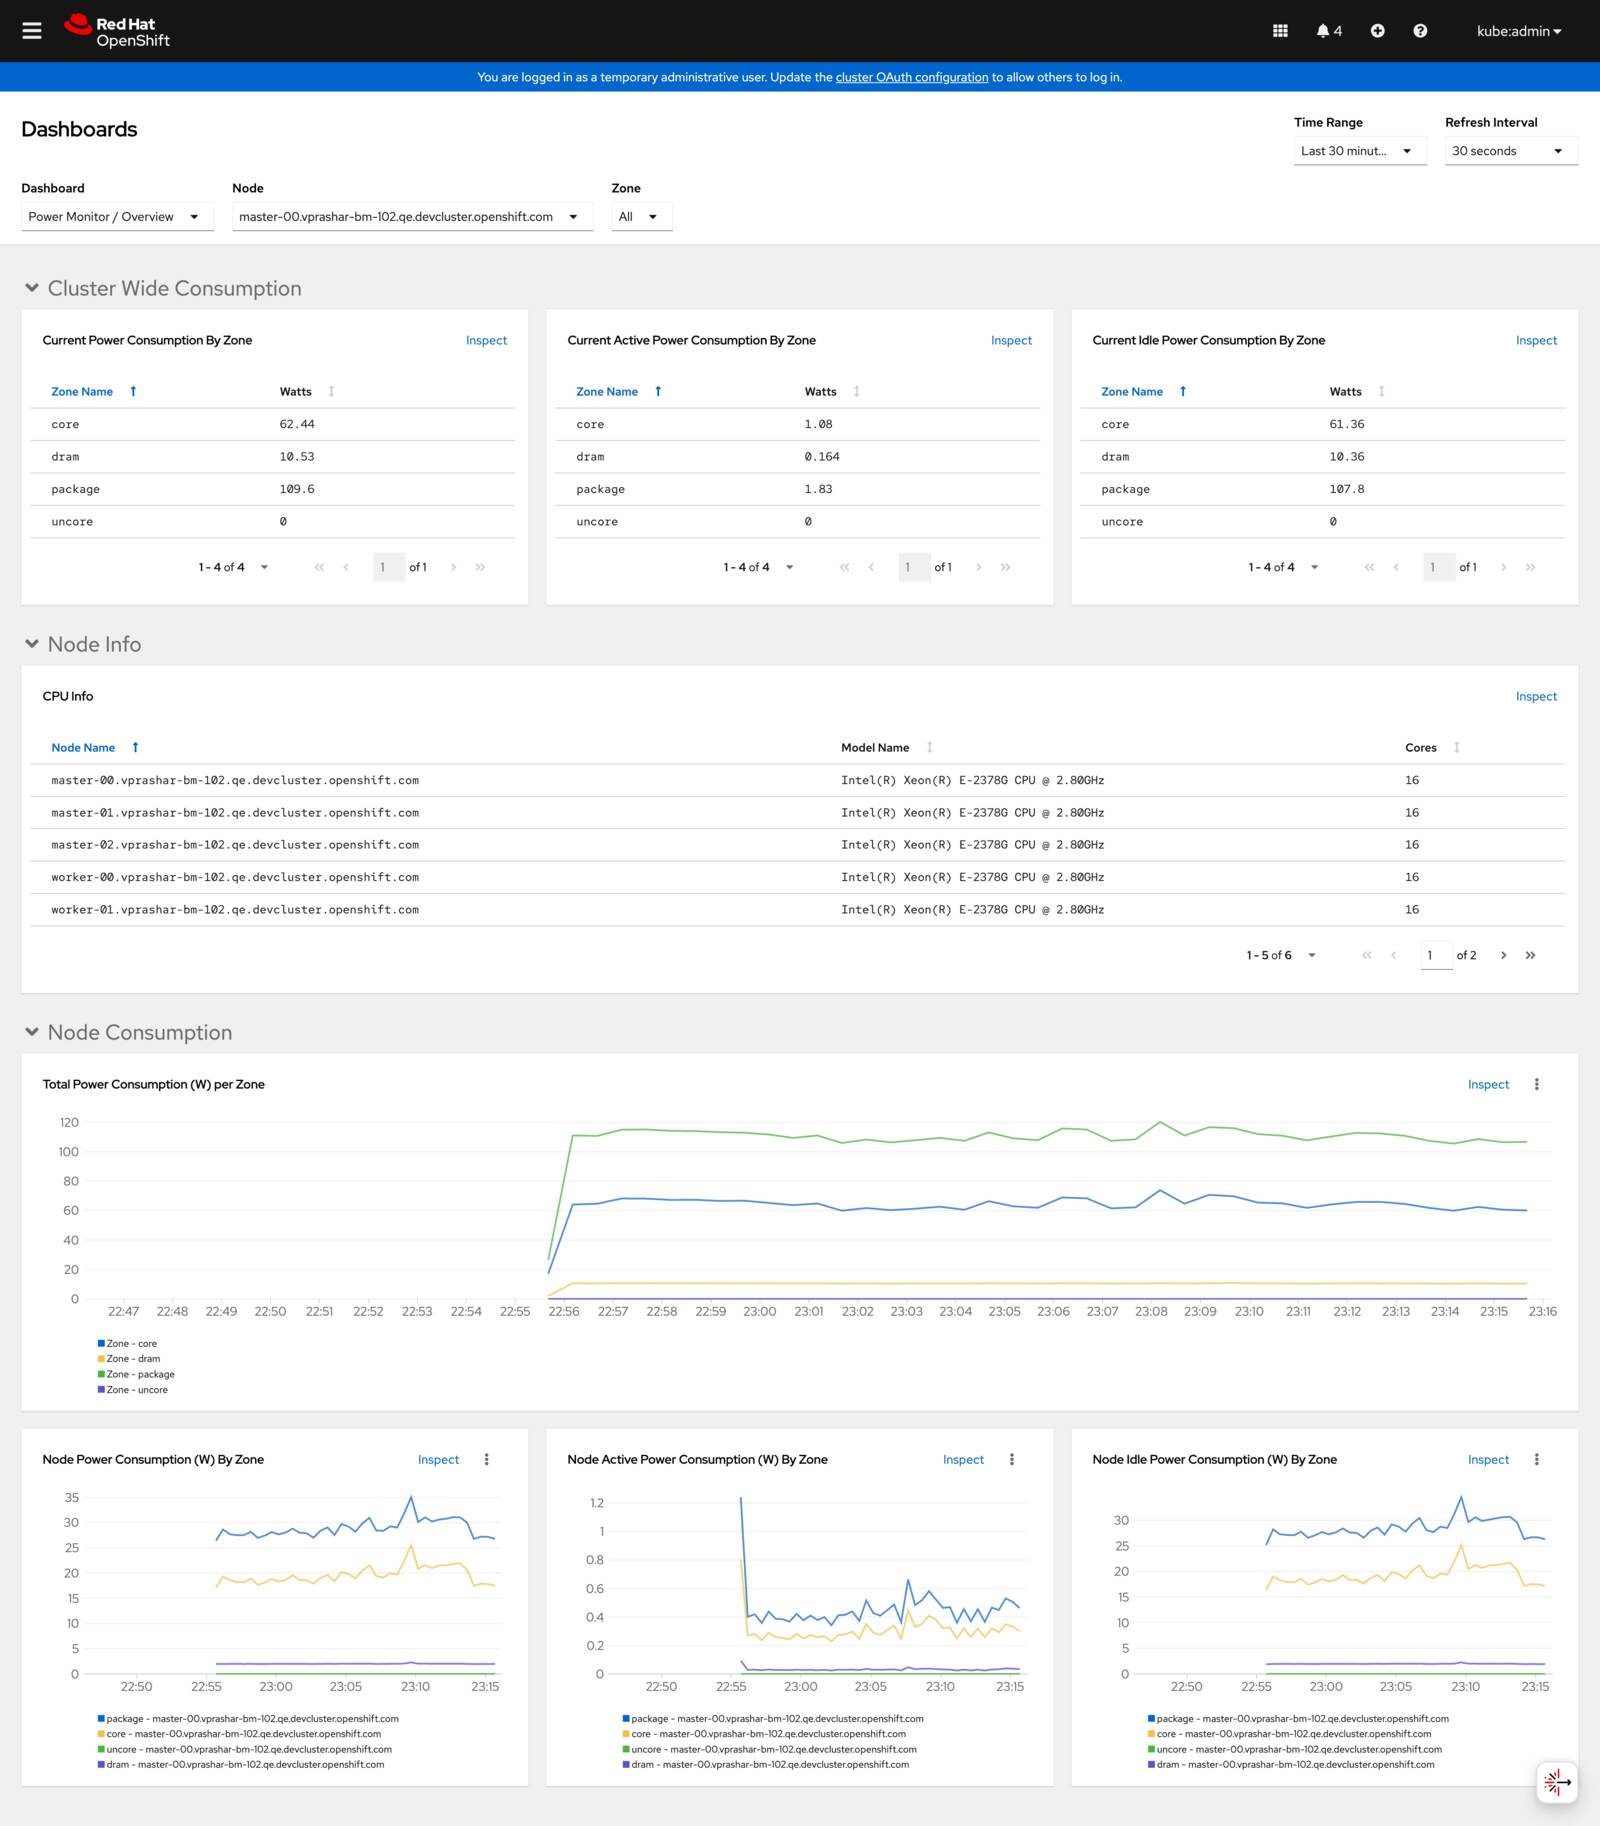 Red Hat
OpenShift
4
kube:admin
You are logged in as a temporary administrative user. Update the cluster OAuth configuration to allow others to log in.
Dashboards
Time Range
Refresh Interval
Last 30 minut...
30 seconds
Dashboard
Node
Zone
Power Monitor / Overview
master-00.vprashar-bm-102.qe.devcluster.openshift.com
All
Cluster Wide Consumption
Current Power Consumption By Zone
Inspect
Zone Name
Watts
core 62.44
dram 10.53
package 109.6
uncore 0
1 - 4 of 4
1 of 1
Current Active Power Consumption By Zone
Inspect
Zone Name
Watts
core 1.08
dram 0.164
package 1.83
uncore 0
1 - 4 of 4
1 of 1
Current Idle Power Consumption By Zone
Inspect
Zone Name
Watts
core 61.36
dram 10.36
package 107.8
uncore 0
1 - 4 of 4
1 of 1
Node Info
CPU Info
Inspect
Node Name Model Name Cores
master-00.vprashar-bm-102.qe.devcluster.openshift.com Intel(R) Xeon(R) E-2378G CPU @ 2.80GHz 16
master-01.vprashar-bm-102.qe.devcluster.openshift.com Intel(R) Xeon(R) E-2378G CPU @ 2.80GHz 16
master-02.vprashar-bm-102.qe.devcluster.openshift.com Intel(R) Xeon(R) E-2378G CPU @ 2.80GHz 16
worker-00.vprashar-bm-102.qe.devcluster.openshift.com Intel(R) Xeon(R) E-2378G CPU @ 2.80GHz 16
worker-01.vprashar-bm-102.qe.devcluster.openshift.com Intel(R) Xeon(R) E-2378G CPU @ 2.80GHz 16
1 - 5 of 6
1 of 2
Node Consumption
Total Power Consumption (W) per Zone
Inspect
120
100
80
60
40
20
0
22:47 22:48 22:49 22:50 22:51 22:52 22:53 22:54 22:55 22:56 22:57 22:58 22:59 23:00 23:01 23:02 23:03 23:04 23:05 23:06 23:07 23:08 23:09 23:10 23:11 23:12 23:13 23:14 23:15 23:16
Zone - core
Zone - dram
Zone - package
Zone - uncore
Node Power Consumption (W) By Zone
Inspect
35
30
25
20
15
10
5
0
22:50 22:55 23:00 23:05 23:10 23:15
package - master-00.vprashar-bm-102.qe.devcluster.openshift.com
core - master-00.vprashar-bm-102.qe.devcluster.openshift.com
uncore - master-00.vprashar-bm-102.qe.devcluster.openshift.com
dram - master-00.vprashar-bm-102.qe.devcluster.openshift.com
Node Active Power Consumption (W) By Zone
Inspect
1.2
1
0.8
0.6
0.4
0.2
0
22:50 22:55 23:00 23:05 23:10 23:15
package - master-00.vprashar-bm-102.qe.devcluster.openshift.com
core - master-00.vprashar-bm-102.qe.devcluster.openshift.com
uncore - master-00.vprashar-bm-102.qe.devcluster.openshift.com
dram - master-00.vprashar-bm-102.qe.devcluster.openshift.com
Node Idle Power Consumption (W) By Zone
Inspect
30
25
20
15
10
5
0
22:50 22:55 23:00 23:05 23:10 23:15
package - master-00.vprashar-bm-102.qe.devcluster.openshift.com
core - master-00.vprashar-bm-102.qe.devcluster.openshift.com
uncore - master-00.vprashar-bm-102.qe.devcluster.openshift.com
dram - master-00.vprashar-bm-102.qe.devcluster.openshift.com